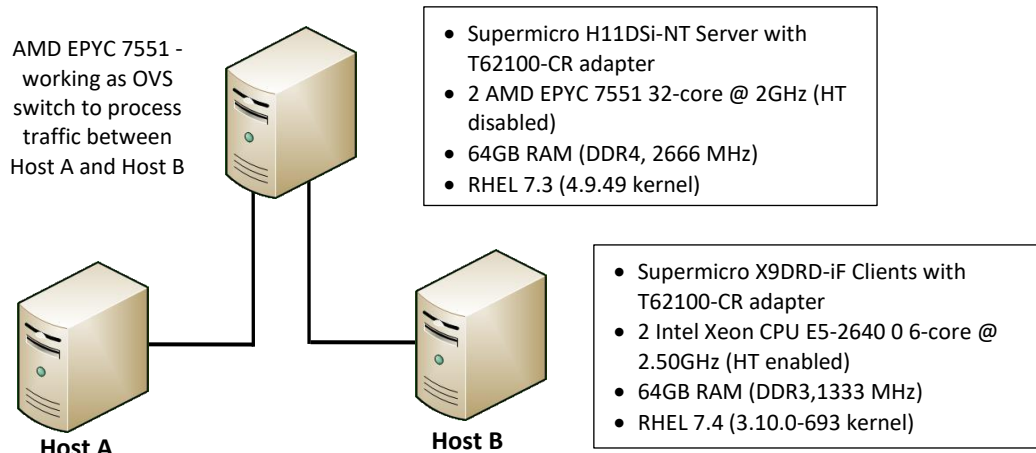 AMD EPYC 7551 -
working as OVS
switch to process
traffic between
Host A and Host B
• Supermicro H11DSi-NT Server with
T62100-CR adapter
• 2 AMD EPYC 7551 32-core @ 2GHz (HT
disabled)
• 64GB RAM (DDR4, 2666 MHz)
• RHEL 7.3 (4.9.49 kernel)
• Supermicro X9DRD-iF Clients with
T62100-CR adapter
• 2 Intel Xeon CPU E5-2640 0 6-core @
2.50GHz (HT enabled)
• 64GB RAM (DDR3,1333 MHz)
• RHEL 7.4 (3.10.0-693 kernel)
Host A
Host B